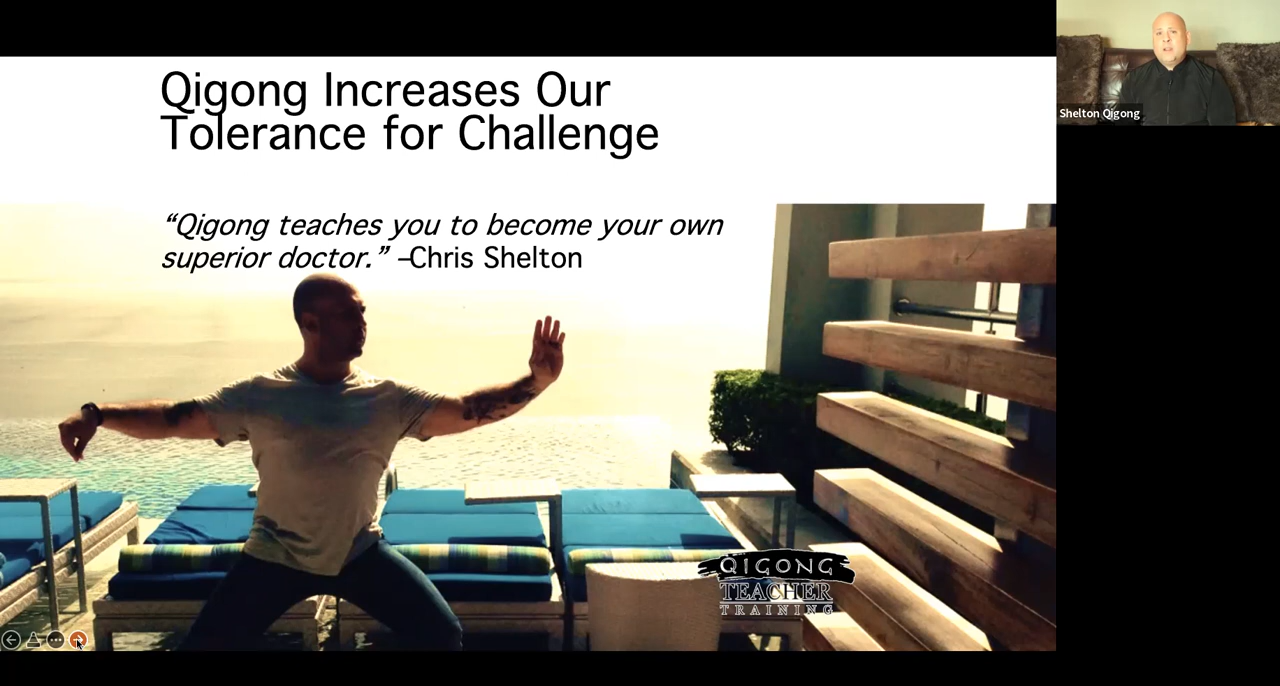 Qigong Increases Our
Tolerance for Challenge
“Qigong teaches you to become your own
superior doctor.” –Chris Shelton
QIGONG
TEACHER
TRAINING
Shelton Qigong